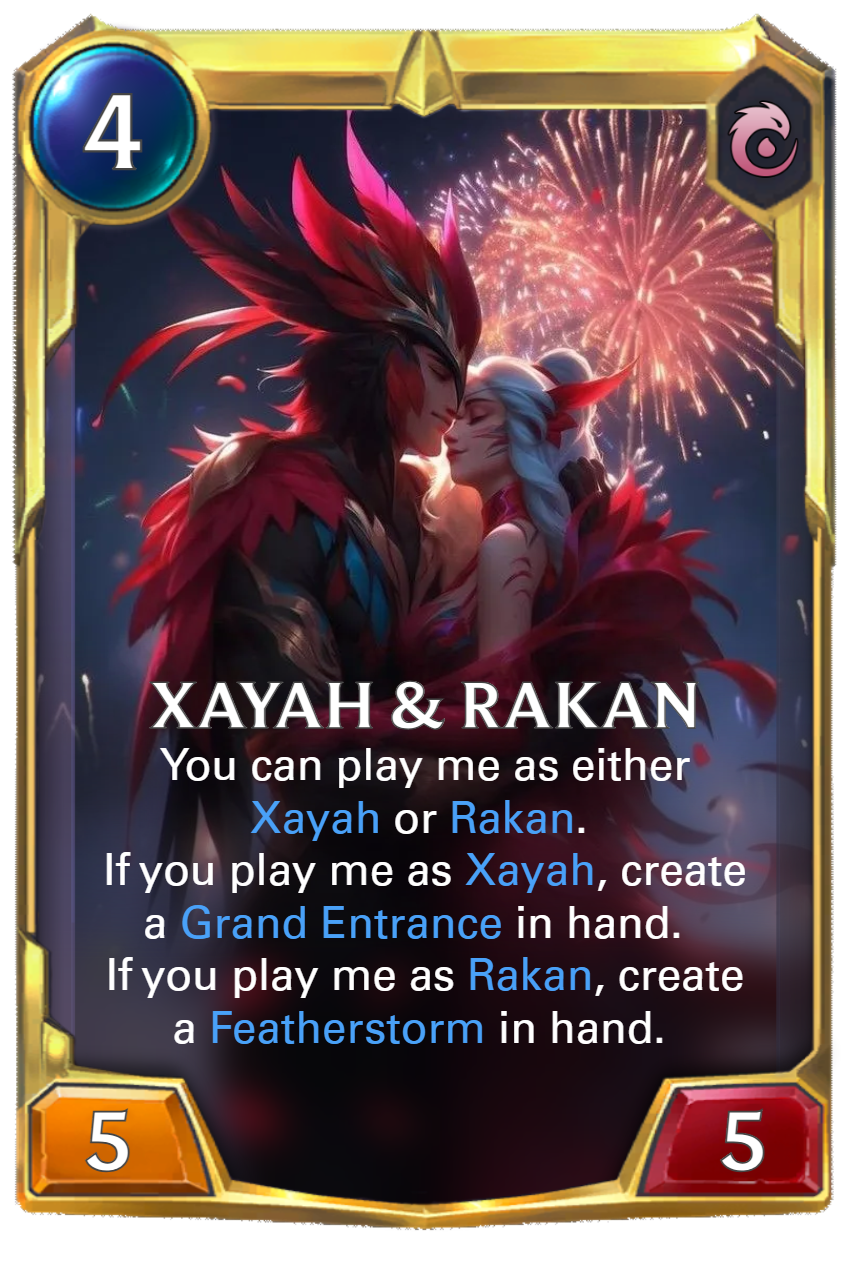 4
XAYAH & RAKAN
You can play me as either
Xayah or Rakan.
If you play me as Xayah, create
a Grand Entrance in hand.
If you play me as Rakan, create
a Featherstorm in hand.
5 5